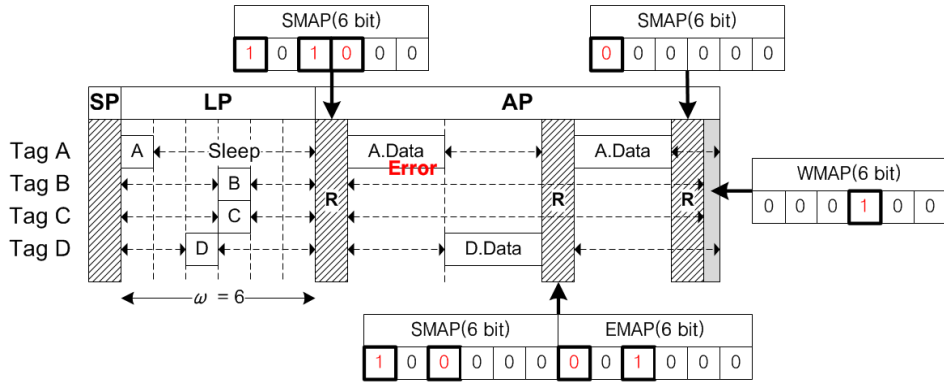 SMAP(6 bit) SMAP(6 bit)
1 0 1 0 0 0 0 0 0 0 0 0
SP LP AP
Tag A A Sleep A.Data A.Data
Error
Tag B B WMAP(6 bit)
R R R 0 0 0 1 0 0
Tag C C
Tag D D D.Data
ω = 6
SMAP(6 bit) EMAP(6 bit)
1 0 0 0 0 0 0 0 1 0 0 0